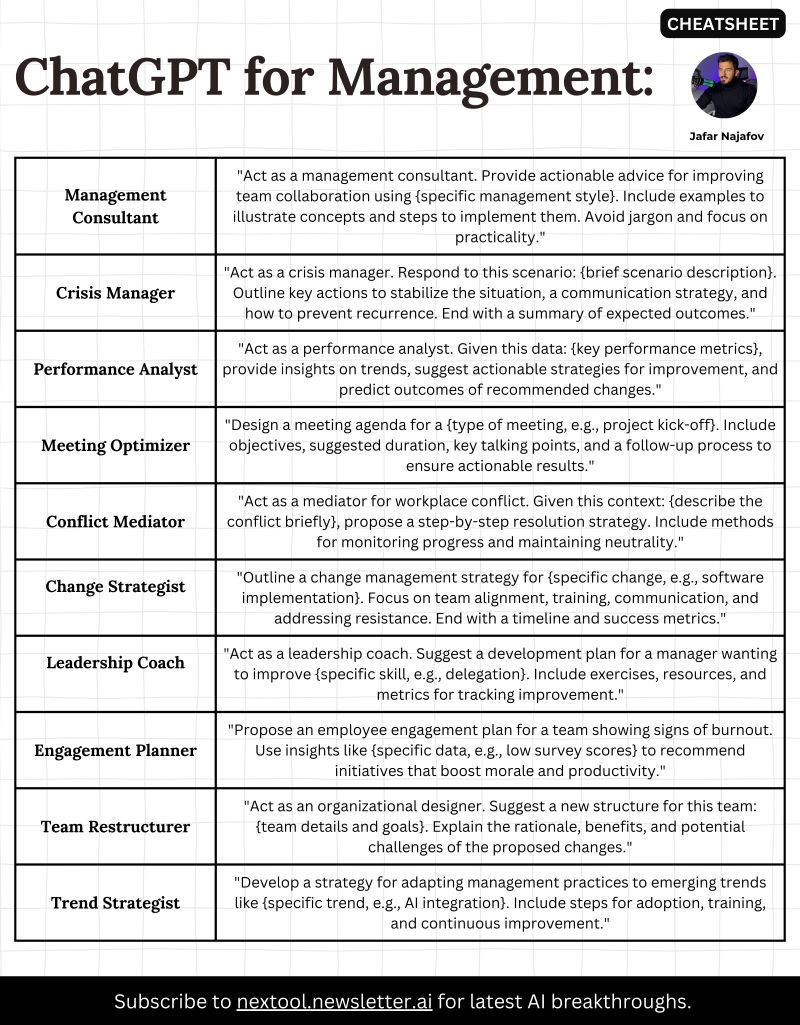 CHEATSHEET
ChatGPT for Management:
Jafar Najafov
Management
Consultant
"Act as a management consultant. Provide actionable advice for improving
team collaboration using {specific management style}. Include examples to
illustrate concepts and steps to implement them. Avoid jargon and focus on
practicality."
Crisis Manager
"Act as a crisis manager. Respond to this scenario: {brief scenario description}.
Outline key actions to stabilize the situation, a communication strategy, and
how to prevent recurrence. End with a summary of expected outcomes."
Performance Analyst
"Act as a performance analyst. Given this data: {key performance metrics},
provide insights on trends, suggest actionable strategies for improvement, and
predict outcomes of recommended changes."
Meeting Optimizer
"Design a meeting agenda for a {type of meeting, e.g., project kick-off}. Include
objectives, suggested duration, key talking points, and a follow-up process to
ensure actionable results."
Conflict Mediator
"Act as a mediator for workplace conflict. Given this context: {describe the
conflict briefly}, propose a step-by-step resolution strategy. Include methods
for monitoring progress and maintaining neutrality."
Change Strategist
"Outline a change management strategy for {specific change, e.g., software
implementation}. Focus on team alignment, training, communication, and
addressing resistance. End with a timeline and success metrics."
Leadership Coach
"Act as a leadership coach. Suggest a development plan for a manager wanting
to improve {specific skill, e.g., delegation}. Include exercises, resources, and
metrics for tracking improvement."
Engagement Planner
"Propose an employee engagement plan for a team showing signs of burnout.
Use insights like {specific data, e.g., low survey scores} to recommend
initiatives that boost morale and productivity."
Team Restructurer
"Act as an organizational designer. Suggest a new structure for this team:
{team details and goals}. Explain the rationale, benefits, and potential
challenges of the proposed changes."
Trend Strategist
"Develop a strategy for adapting management practices to emerging trends
like {specific trend, e.g., AI integration}. Include steps for adoption, training,
and continuous improvement."
Subscribe to nextool.newsletter.ai for latest AI breakthroughs.